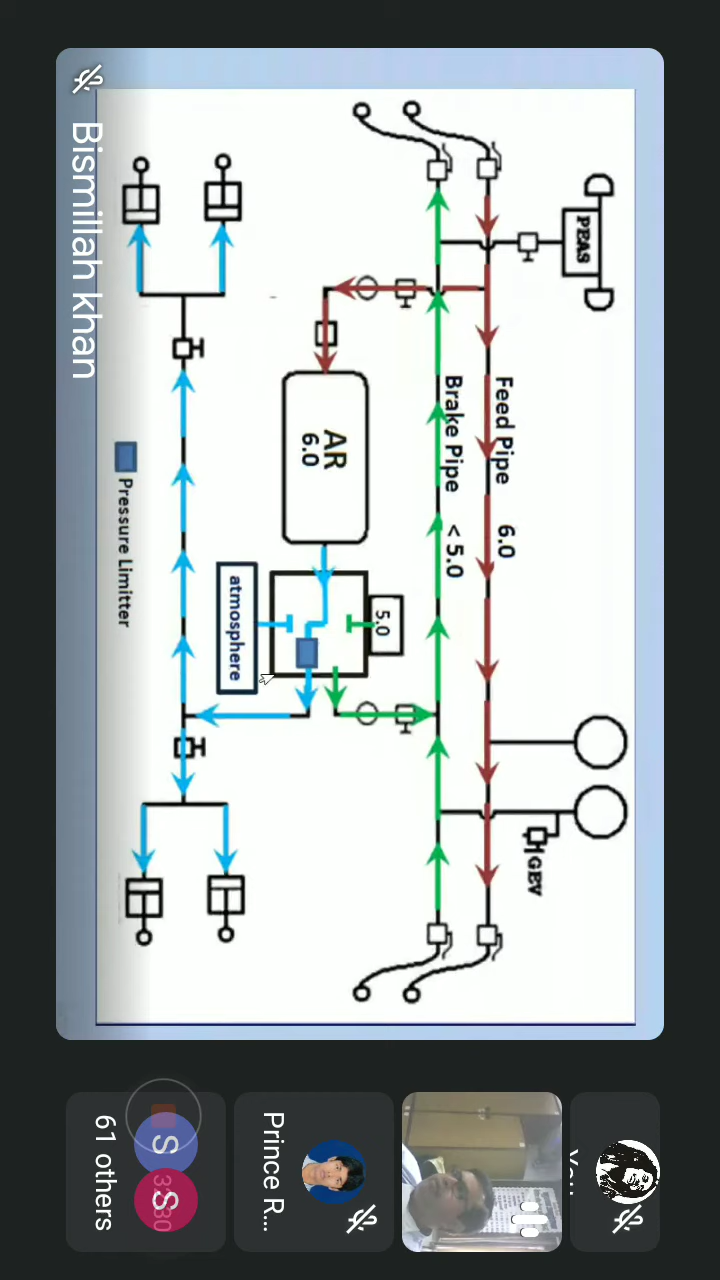 PEAS
Feed Pipe 6.0
Brake Pipe < 5.0
GEV
5.0
AR
6.0
atmosphere
Pressure Limitter
Bismillah khan
Prince R...
S
S
61 others